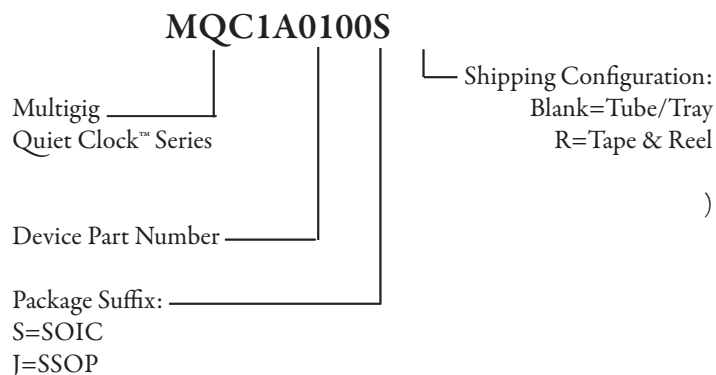 MQC1A0100S
Shipping Configuration:
Blank=Tube/Tray
R=Tape & Reel
)
Multigig
Quiet Clock™ Series
Device Part Number
Package Suffix:
S=SOIC
J=SSOP